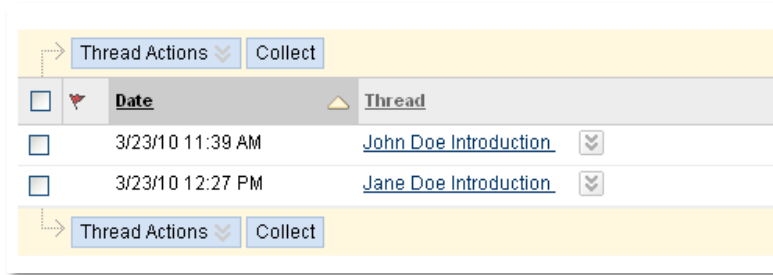 Thread Actions Collect
Date Thread
3/23/10 11:39 AM John Doe Introduction
3/23/10 12:27 PM Jane Doe Introduction
Thread Actions Collect